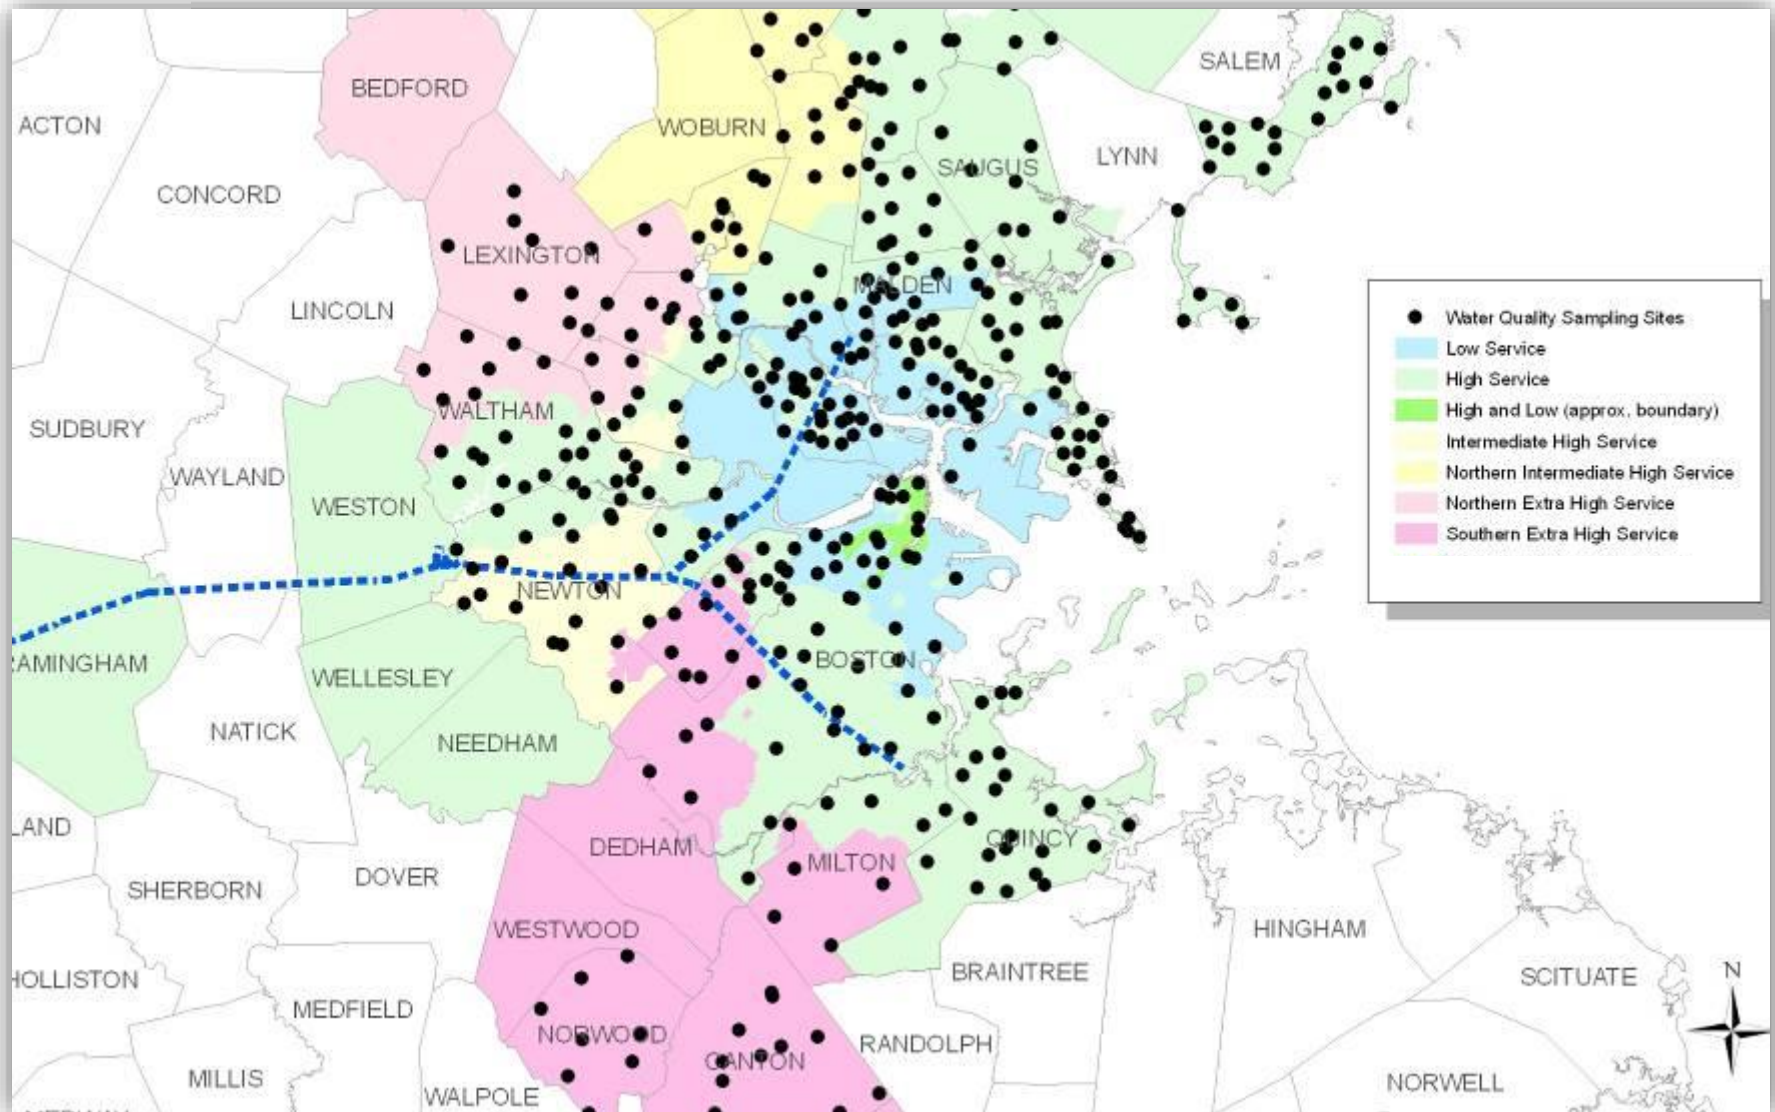 SALEM
BEDFORD
ACTON
WOBURN
LYNN
SAUGUS
CONCORD
LEXINGTON
MALDEN
LINCOLN
Water Quality Sampling Sites
Low Service
High Service
High and Low (approx. boundary)
Intermediate High Service
Northern Intermediate High Service
Northern Extra High Service
Southern Extra High Service
WALTHAM
SUDBURY
WAYLAND
WESTON
NEWTON
RAMINGHAM
BOSTON
WELLESLEY
NATICK
NEEDHAM
LAND
DEDHAM
QUINCY
MILTON
DOVER
SHERBORN
WESTWOOD
HINGHAM
BRAINTREE
HOLLISTON
SCITUATE
N
MEDFIELD
NORWOOD
RANDOLPH
CANTON
MILLIS
NORWELL
WALPOLE